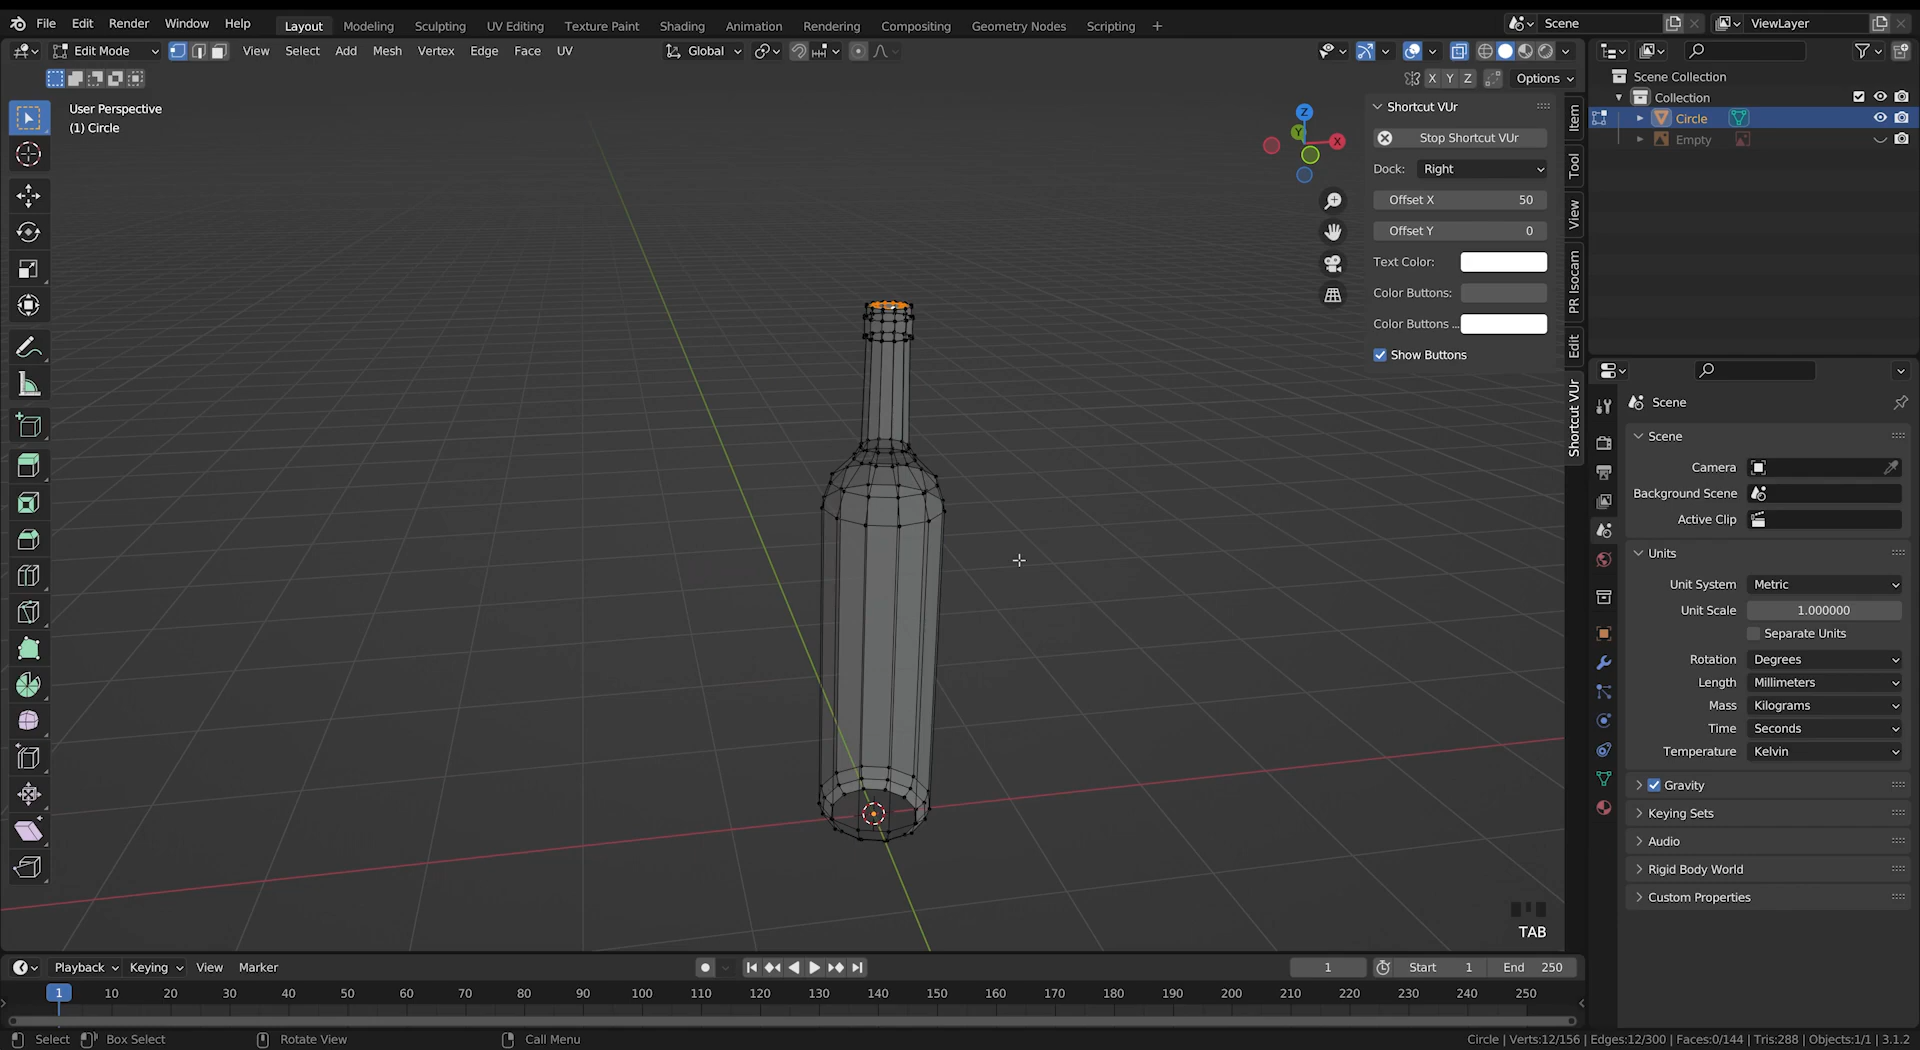 File Edit Render Window Help Layout Modeling Sculpting UV Editing Texture Paint Shading Animation Rendering Compositing Geometry Nodes Scripting + Scene ViewLayer
Edit Mode View Select Add Mesh Vertex Edge Face UV Global
X Y Z Options
User Perspective
(1) Circle
Z
Y
X
Shortcut VUr
Stop Shortcut VUr
Dock: Right
Offset X 50
Offset Y 0
Text Color:
Color Buttons:
Color Buttons ...
Show Buttons
Item
Tool
View
PR Isocam
Edit
Shortcut VUr
TAB
Scene Collection
Collection
Circle
Empty
Scene
Scene
Camera
Background Scene
Active Clip
Units
Unit System Metric
Unit Scale 1.000000
Separate Units
Rotation Degrees
Length Millimeters
Mass Kilograms
Time Seconds
Temperature Kelvin
Gravity
Keying Sets
Audio
Rigid Body World
Custom Properties
Playback Keying View Marker 1 Start 1 End 250
1 10 20 30 40 50 60 70 80 90 100 110 120 130 140 150 160 170 180 190 200 210 220 230 240 250
Select Box Select Rotate View Call Menu Circle | Verts:12/156 | Edges:12/300 | Faces:0/144 | Tris:288 | Objects:1/1 | 3.1.2